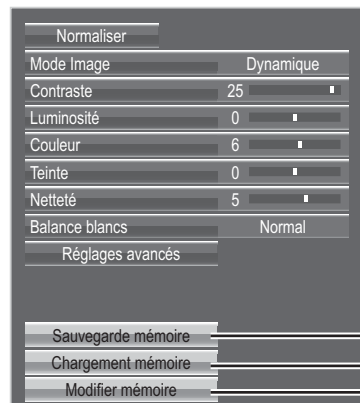 Normaliser
Mode Image Dynamique
Contraste 25
Luminosité 0
Couleur 6
Teinte 0
Netteté 5
Balance blancs Normal
Réglages avancés
Sauvegarde mémoire
Chargement mémoire
Modifier mémoire